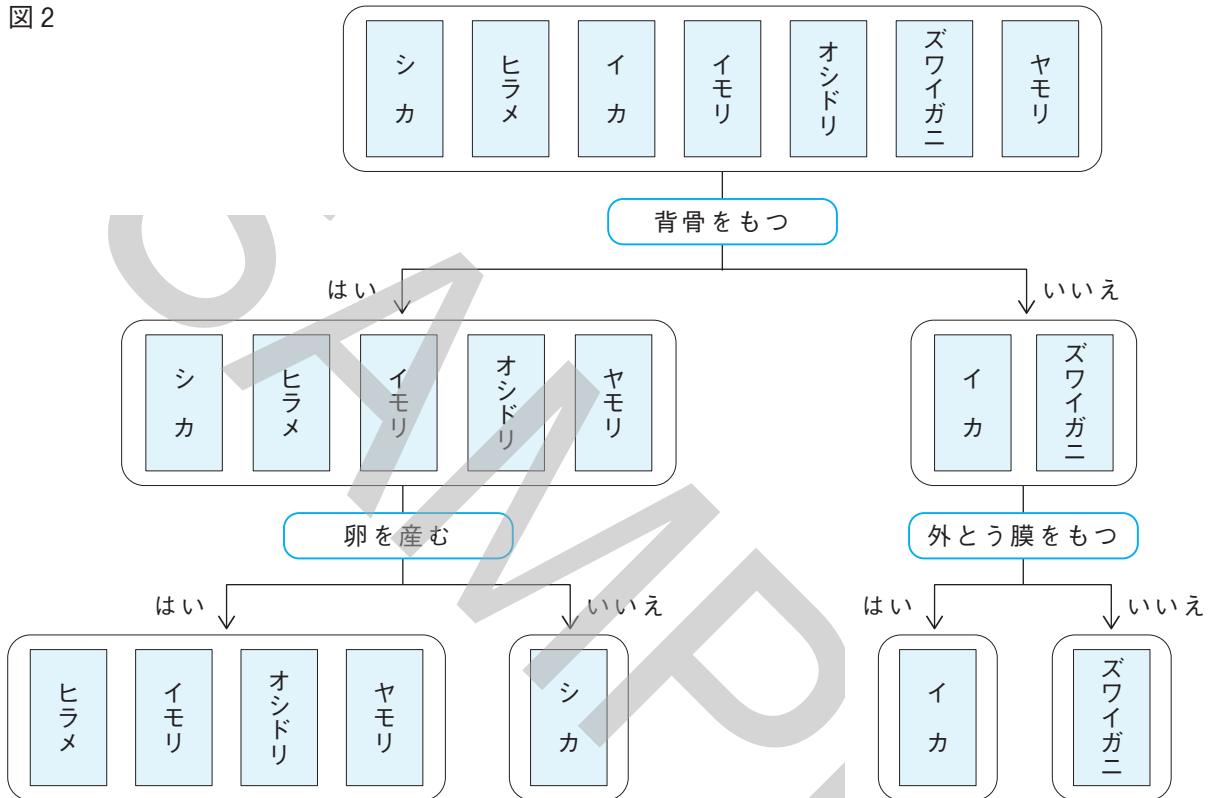 図2
シカ
ヒラメ
イカ
イモリ
オシドリ
ズワイガニ
ヤモリ
背骨をもつ
はい
いいえ
シカ
ヒラメ
イモリ
オシドリ
ヤモリ
イカ
ズワイガニ
卵を産む
外とう膜をもつ
はい
いいえ
はい
いいえ
ヒラメ
イモリ
オシドリ
ヤモリ
シカ
イカ
ズワイガニ
SAMP